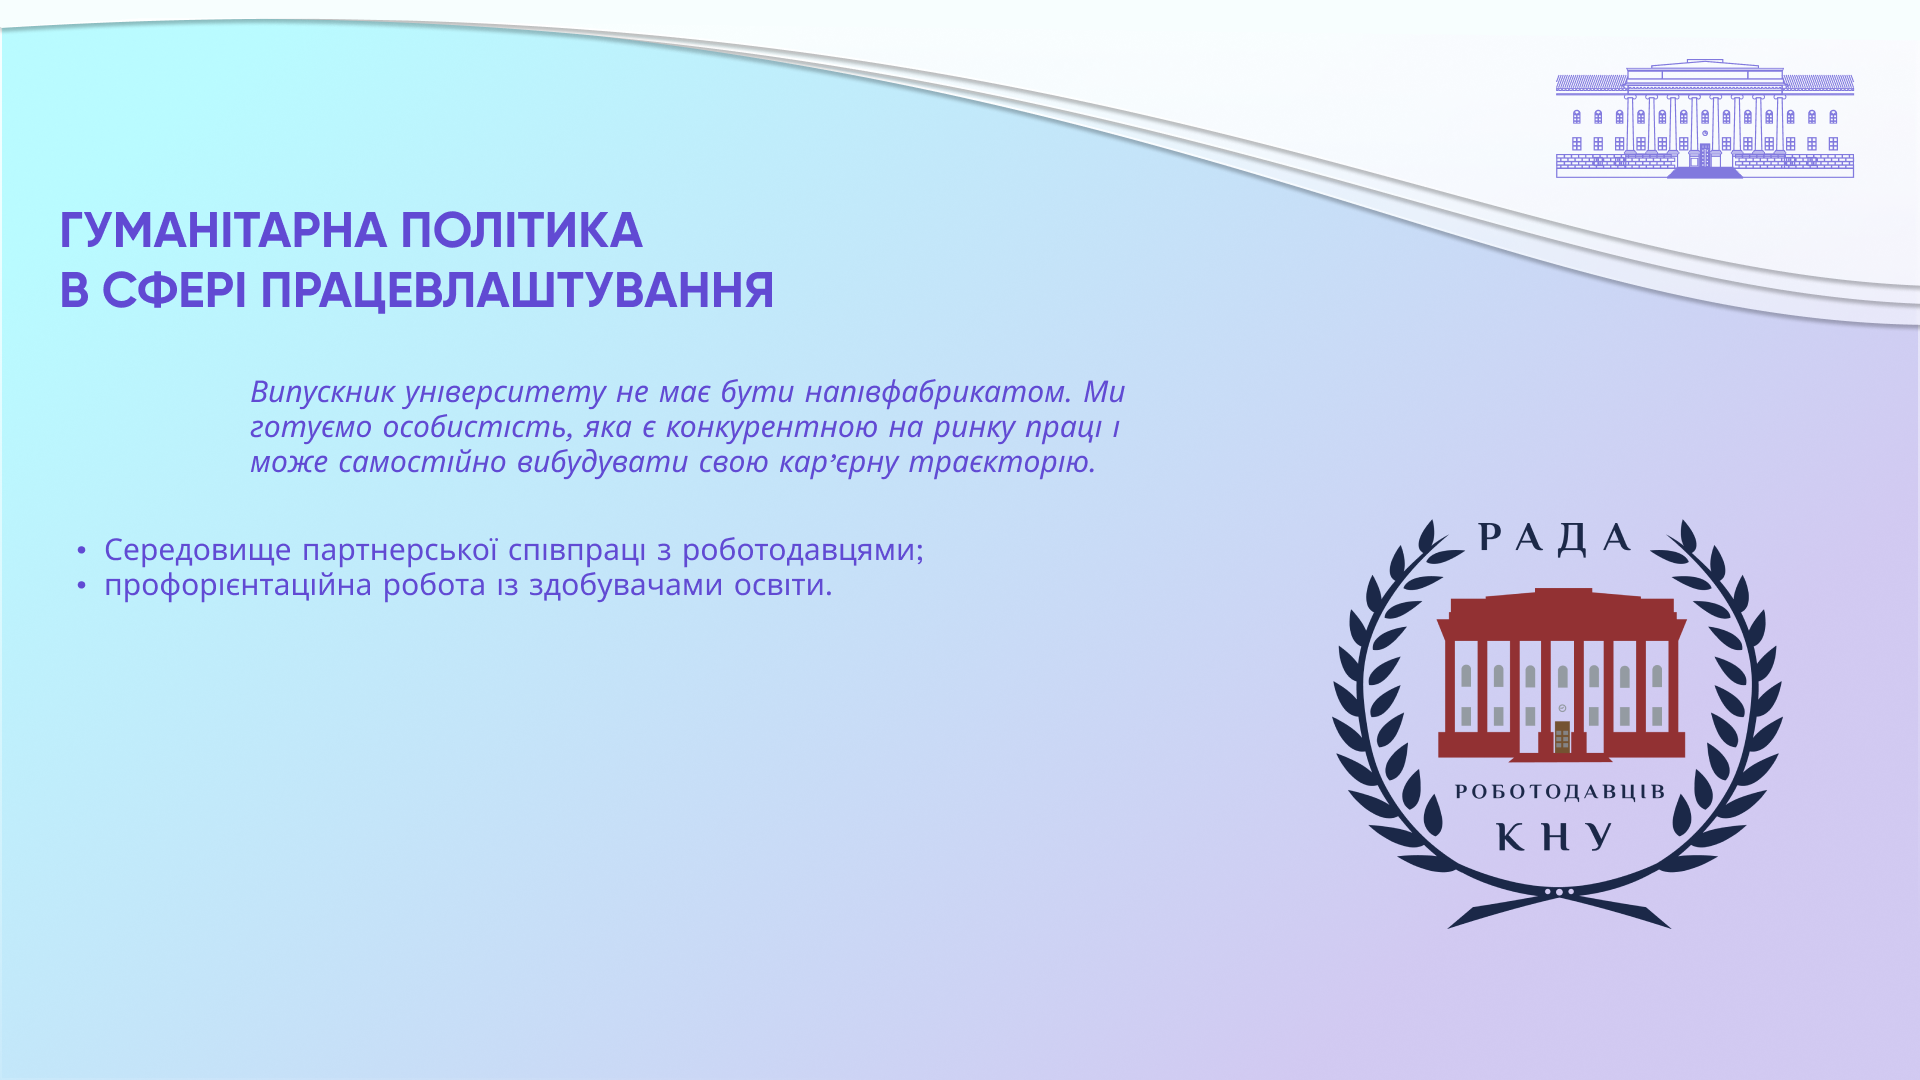 ГУМАНІТАРНА ПОЛІТИКА
В СФЕРІ ПРАЦЕВЛАШТУВАННЯ
Випускник університету не має бути напівфабрикатом. Ми
готуємо особистість, яка є конкурентною на ринку праці і
може самостійно вибудувати свою кар’єрну траєкторію.
• Середовище партнерської співпраці з роботодавцями;
• профорієнтаційна робота із здобувачами освіти.
РАДА
РОБОТОДАВЦІВ
КНУ